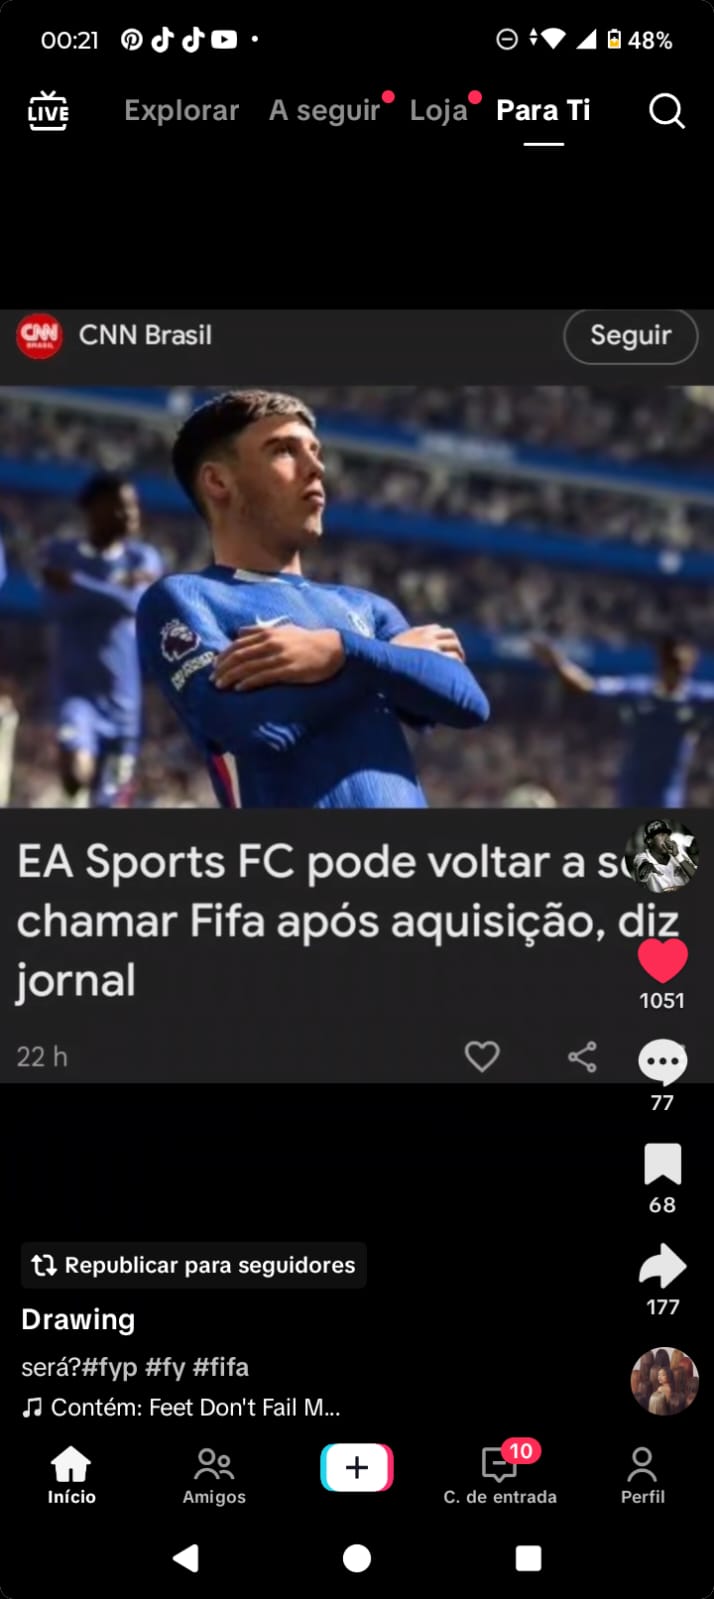 00:21
48%
LIVE
Explorar
A seguir
Loja
Para Ti
CNN
BRASIL
CNN Brasil
Seguir
EA Sports FC pode voltar a s
chamar Fifa após aquisição, diz
jornal
22 h
1051
77
68
177
Republicar para seguidores
Drawing
será?#fyp #fy #fifa
Contém: Feet Don't Fail M...
10
Início
Amigos
C. de entrada
Perfil